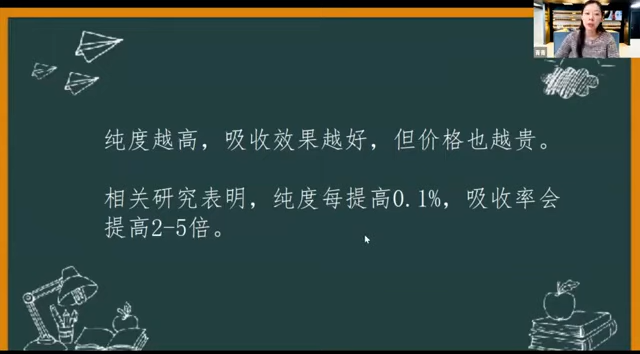 纯度越高，吸收效果越好，但价格也越贵。
相关研究表明，纯度每提高0.1%，吸收率会
提高2-5倍。